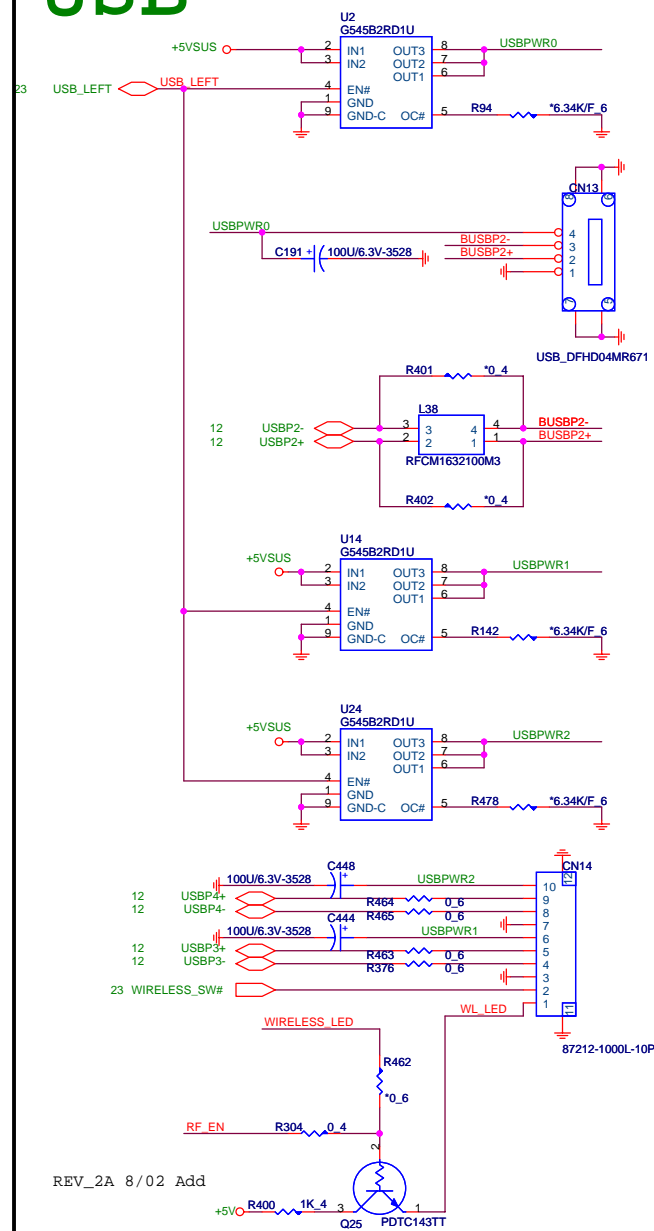 USB
U2
G545B2RD1U
+5VSUS
2 IN1 OUT3 8 USBPWR0
3 IN2 OUT2 7
OUT1 6
23 USB_LEFT USB_LEFT
4 EN#
1 GND
9 GND-C OC# 5 R94 *6.34K/F_6
CN13
8 6
USBPWR0
4
BUSBP2- 3
BUSBP2+ 2
1
C191 + 100U/6.3V-3528
7 5
USB_DFHD04MR671
R401 *0_4
L38
12 USBP2- 3 3 4 4 BUSBP2-
12 USBP2+ 2 2 1 1 BUSBP2+
RFCM1632100M3
R402 *0_4
U14
G545B2RD1U
+5VSUS
2 IN1 OUT3 8 USBPWR1
3 IN2 OUT2 7
OUT1 6
4 EN#
1 GND
9 GND-C OC# 5 R142 *6.34K/F_6
U24
G545B2RD1U
+5VSUS
2 IN1 OUT3 8 USBPWR2
3 IN2 OUT2 7
OUT1 6
4 EN#
1 GND
9 GND-C OC# 5 R478 *6.34K/F_6
CN14
12
100U/6.3V-3528 C448 + USBPWR2 10
12 USBP4+ R464 0_6 9
12 USBP4- R465 0_6 8
7
100U/6.3V-3528 C444 + USBPWR1 6
12 USBP3+ R463 0_6 5
12 USBP3- R376 0_6 4
3
23 WIRELESS_SW# 2
WL_LED 1
11
87212-1000L-10P
WIRELESS_LED
R462
*0_6
RF_EN R304 0_4
2
REV_2A 8/02 Add
+5V R400 1K_4 3 1
Q25 PDTC143TT